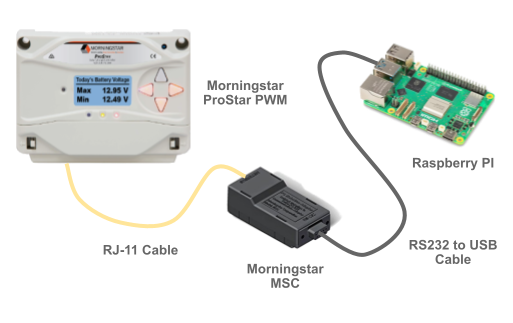 MORNINGSTAR
ProStar
Today's Battery Voltage
Max 12.95 V
Min 12.49 V
Morningstar
ProStar PWM
Raspberry PI
RJ-11 Cable
Morningstar
MSC
RS232 to USB
Cable